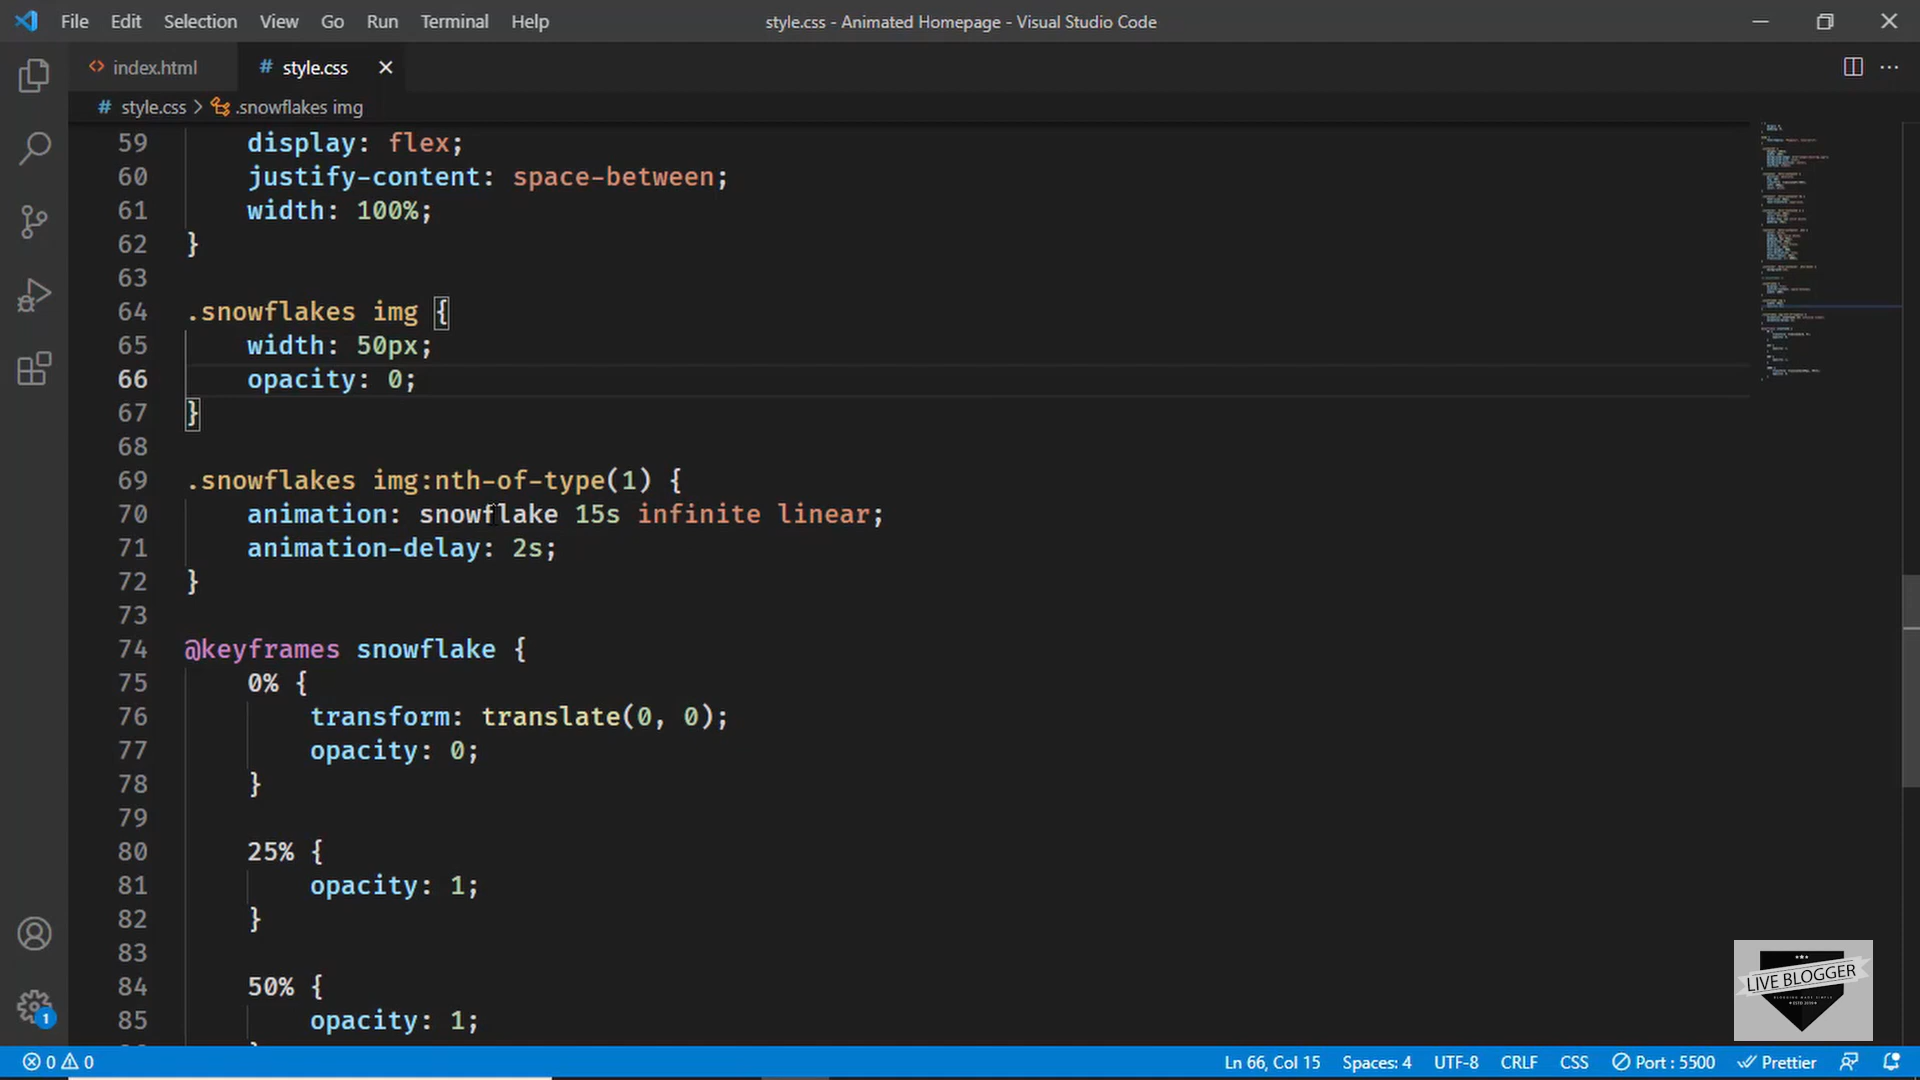 File Edit Selection View Go Run Terminal Help
style.css - Animated Homepage - Visual Studio Code
index.html
# style.css
# style.css > .snowflakes img
59 display: flex;
60 justify-content: space-between;
61 width: 100%;
62 }
63
64 .snowflakes img {
65 width: 50px;
66 opacity: 0;
67 }
68
69 .snowflakes img:nth-of-type(1) {
70 animation: snowflake 15s infinite linear;
71 animation-delay: 2s;
72 }
73
74 @keyframes snowflake {
75 0% {
76 transform: translate(0, 0);
77 opacity: 0;
78 }
79
80 25% {
81 opacity: 1;
82 }
83
84 50% {
85 opacity: 1;
LIVE BLOGGER
1
0 0
Ln 66, Col 15 Spaces: 4 UTF-8 CRLF CSS Port : 5500 Prettier